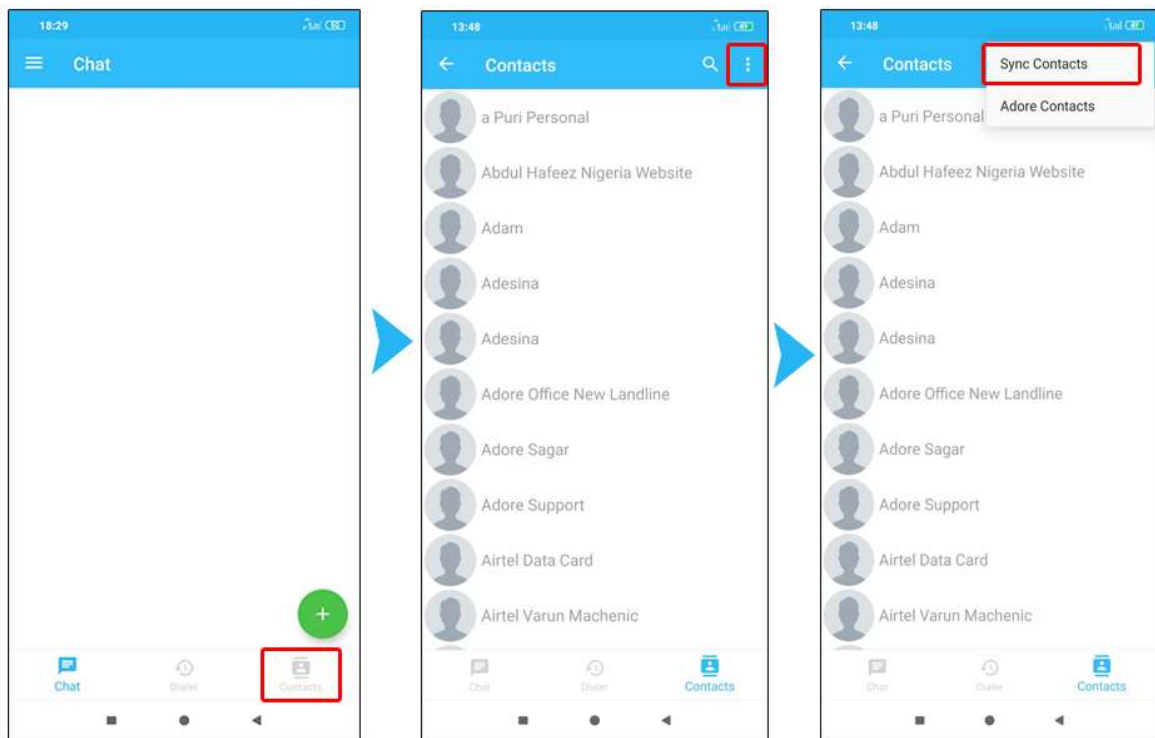 18:29
Chat
Chat
Dialer
Contacts
13:48
Contacts
a Puri Personal
Abdul Hafeez Nigeria Website
Adam
Adesina
Adesina
Adore Office New Landline
Adore Sagar
Adore Support
Airtel Data Card
Airtel Varun Machenic
Chat
Dialer
Contacts
13:48
Contacts
Sync Contacts
Adore Contacts
a Puri Personal
Abdul Hafeez Nigeria Website
Adam
Adesina
Adesina
Adore Office New Landline
Adore Sagar
Adore Support
Airtel Data Card
Airtel Varun Machenic
Chat
Dialer
Contacts